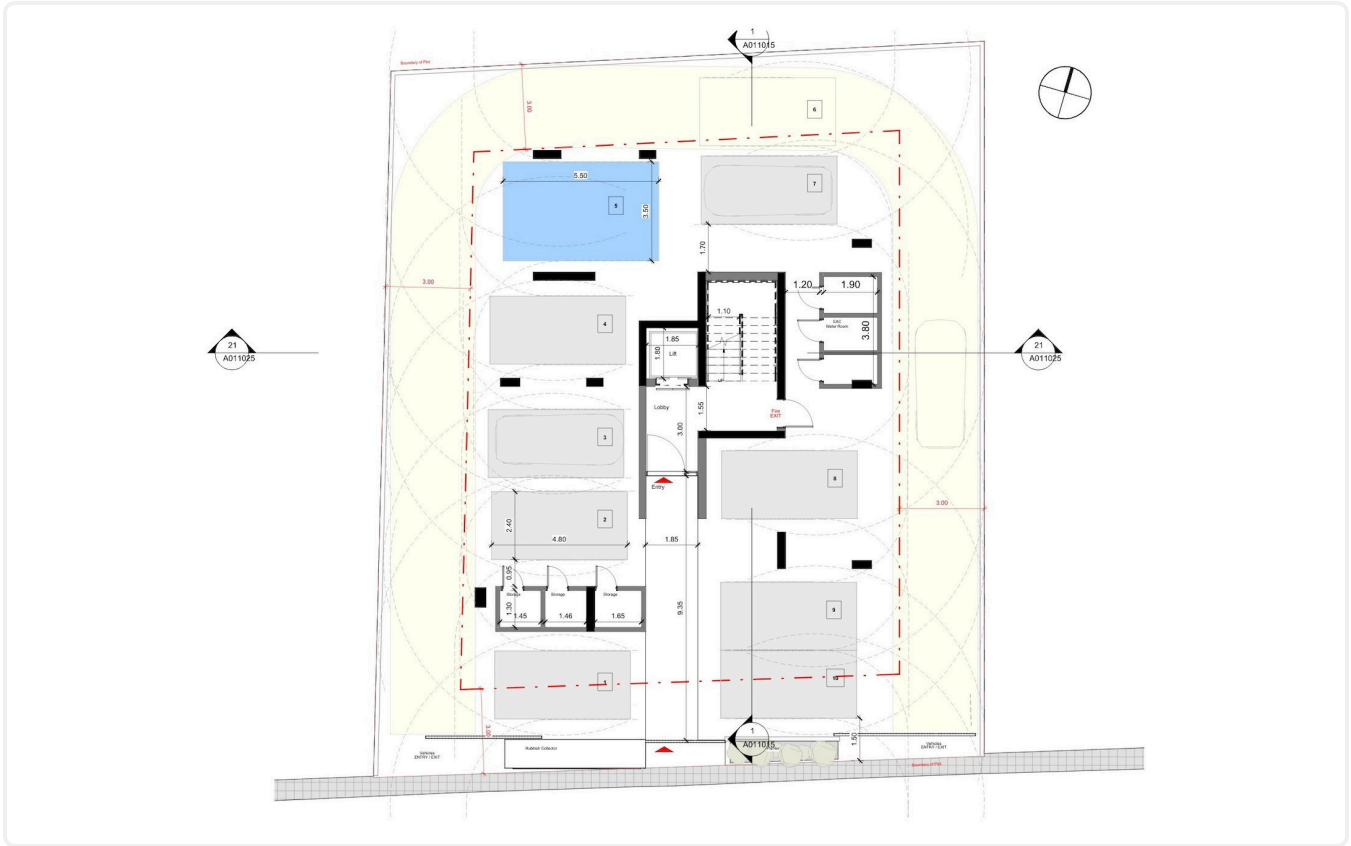 1
A011015
Boundary of Plot
3.00
6
5.50
5
3.50
7
1.70
3.00
1.20
1.90
4
1.10
EAC
Meter Room
3.80
21
A011025
1.85
1.80
Lift
21
A011025
Lobby
1.55
Fire
EXIT
3.00
3
Entry
8
2
2.40
4.80
1.85
3.00
0.95
Storage
Storage
Storage
1.30
1.45
1.46
1.65
9.35
9
1
10
3.00
1.50
1
A011015
Rubbish Collector
Vehicles
ENTRY / EXIT
Vehicles
ENTRY / EXIT
Boundary of Plot